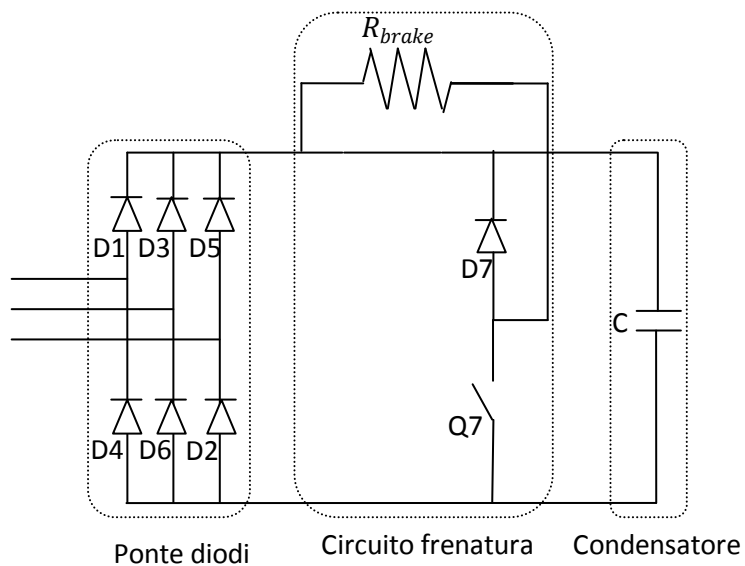 R_brake
D1 D3 D5
D7
C
Q7
D4 D6 D2
Ponte diodi
Circuito frenatura
Condensatore